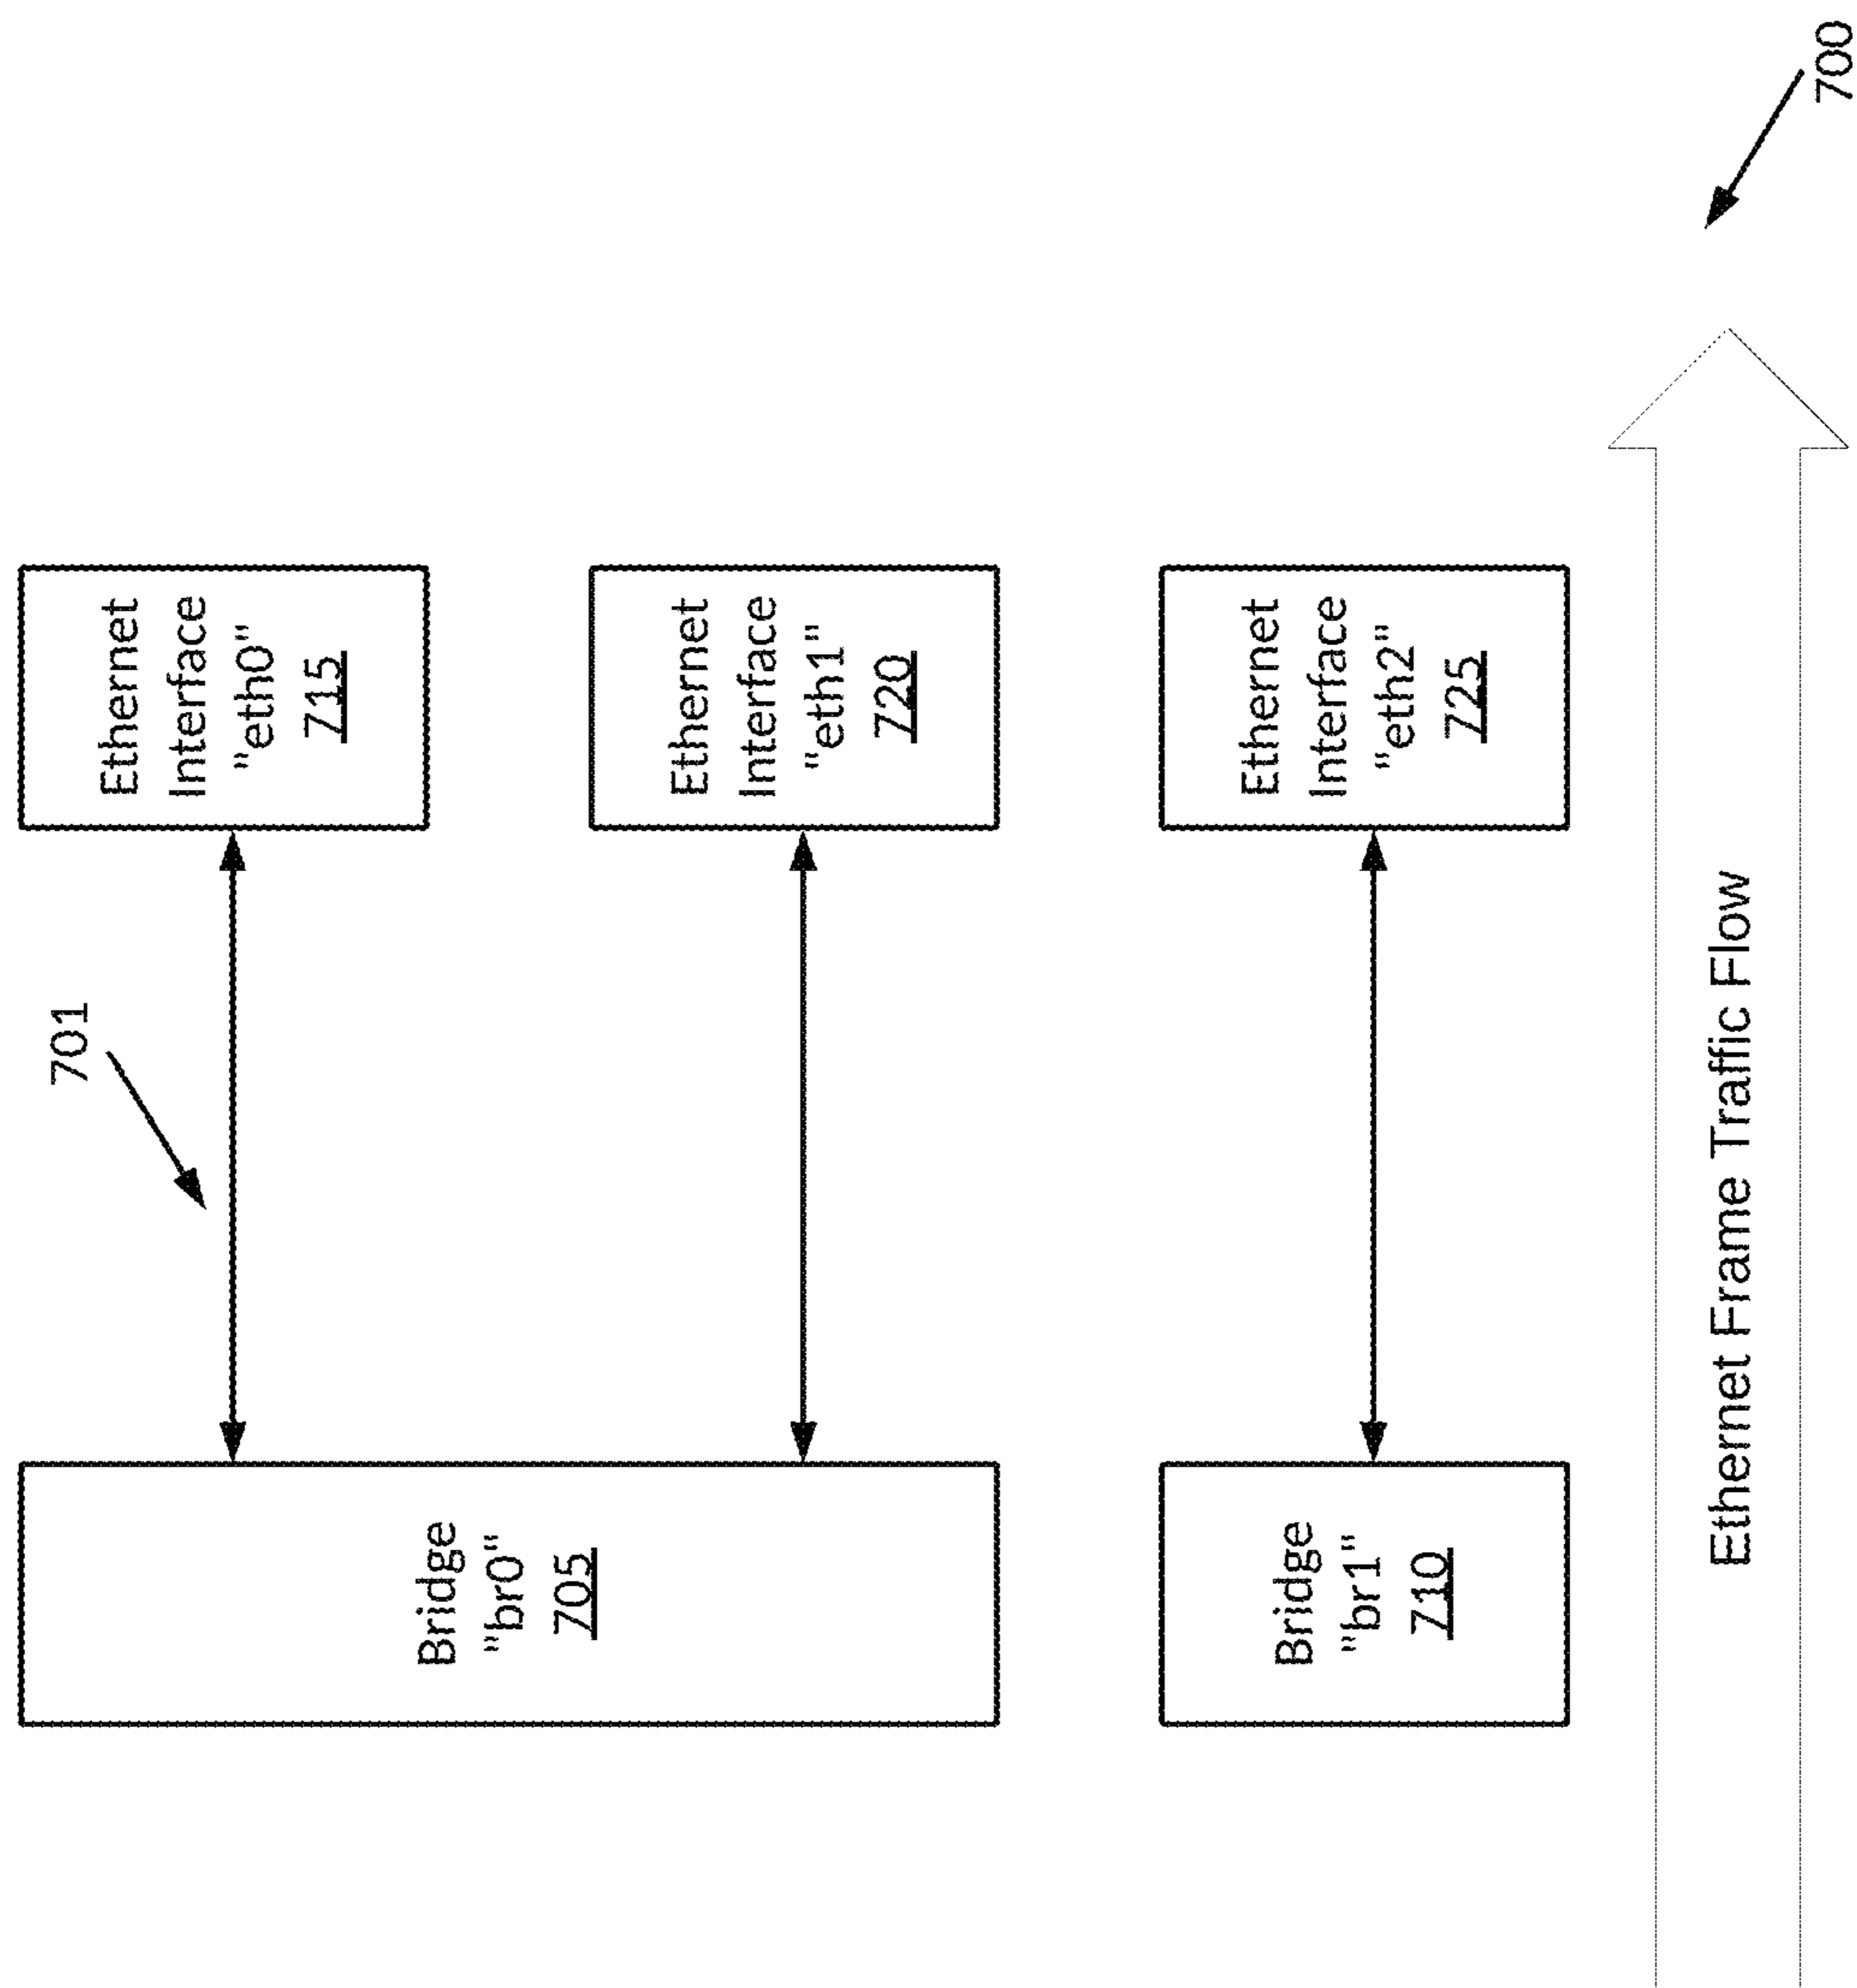 701
Bridge
"br0"
705
Ethernet
Interface
"eth0"
715
Ethernet
Interface
"eth1"
720
Bridge
"br1"
710
Ethernet
Interface
"eth2"
725
Ethernet Frame Traffic Flow
700